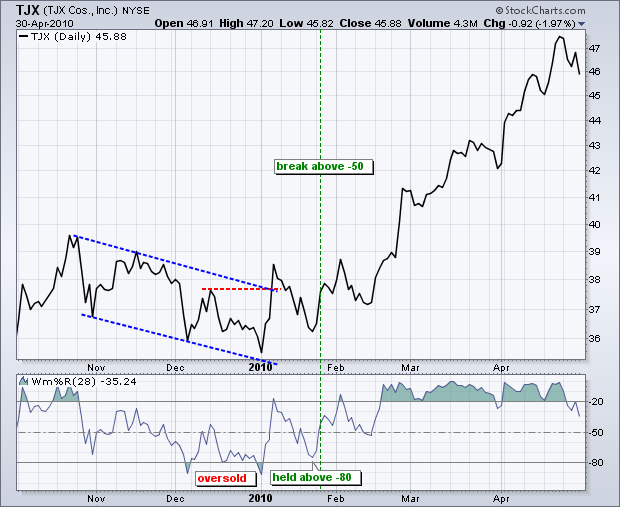 TJX (TJX Cos., Inc.) NYSE © StockCharts.com
30-Apr-2010 Open 46.91 High 47.20 Low 45.82 Close 45.88 Volume 4.3M Chg -0.92 (-1.97%)
TJX (Daily) 45.88
47
46
45
44
43
break above -50
42
41
40
39
38
37
36
Nov Dec 2010 Feb Mar Apr
Wm%R(28) -35.24
-20
-50
-80
oversold held above -80
Nov Dec 2010 Feb Mar Apr